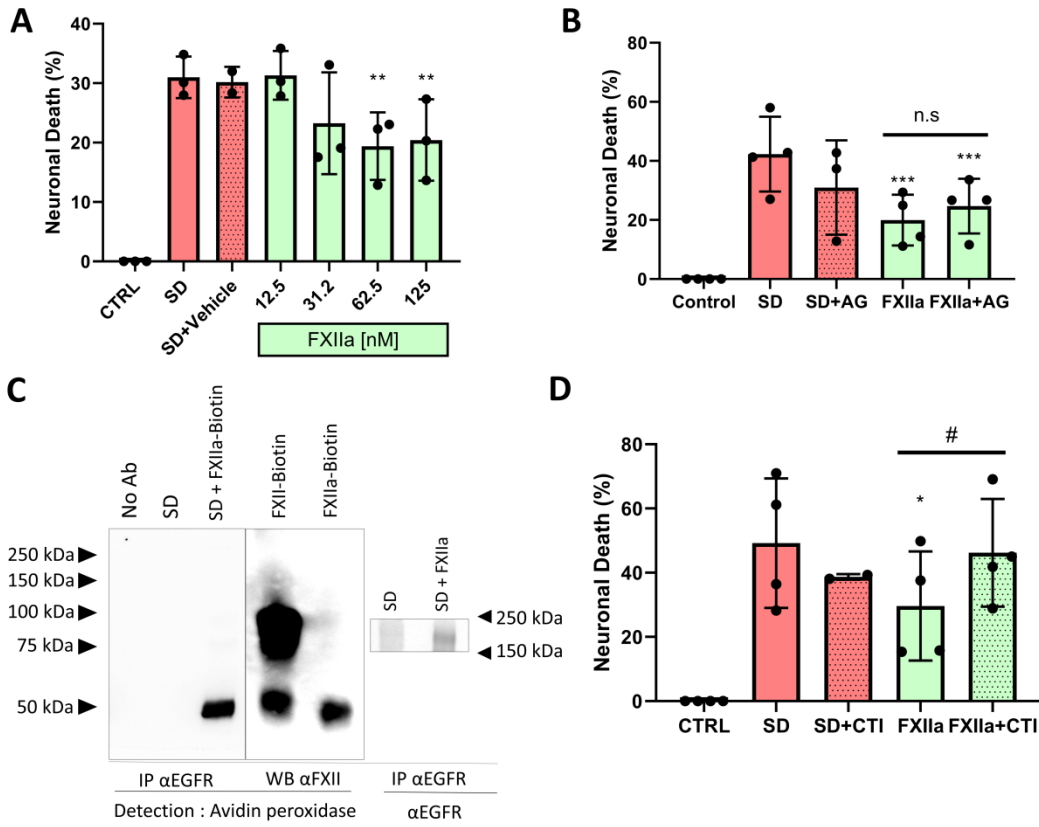 A
Neuronal Death (%)
40
30
20
10
0
CTRL
SD
SD+Vehicle
12.5
31.2
62.5
125
**
**
FXIIa [nM]
B
Neuronal Death (%)
80
60
40
20
0
n.s
***
***
Control
SD
SD+AG
FXIIa
FXIIa+AG
C
No Ab
SD
SD + FXIIa-Biotin
FXII-Biotin
FXIIa-Biotin
250 kDa
150 kDa
100 kDa
75 kDa
50 kDa
SD
SD + FXIIa
250 kDa
150 kDa
IP αEGFR
WB αFXII
IP αEGFR
Detection : Avidin peroxidase
αEGFR
D
Neuronal Death (%)
80
60
40
20
0
#
*
CTRL
SD
SD+CTI
FXIIa
FXIIa+CTI